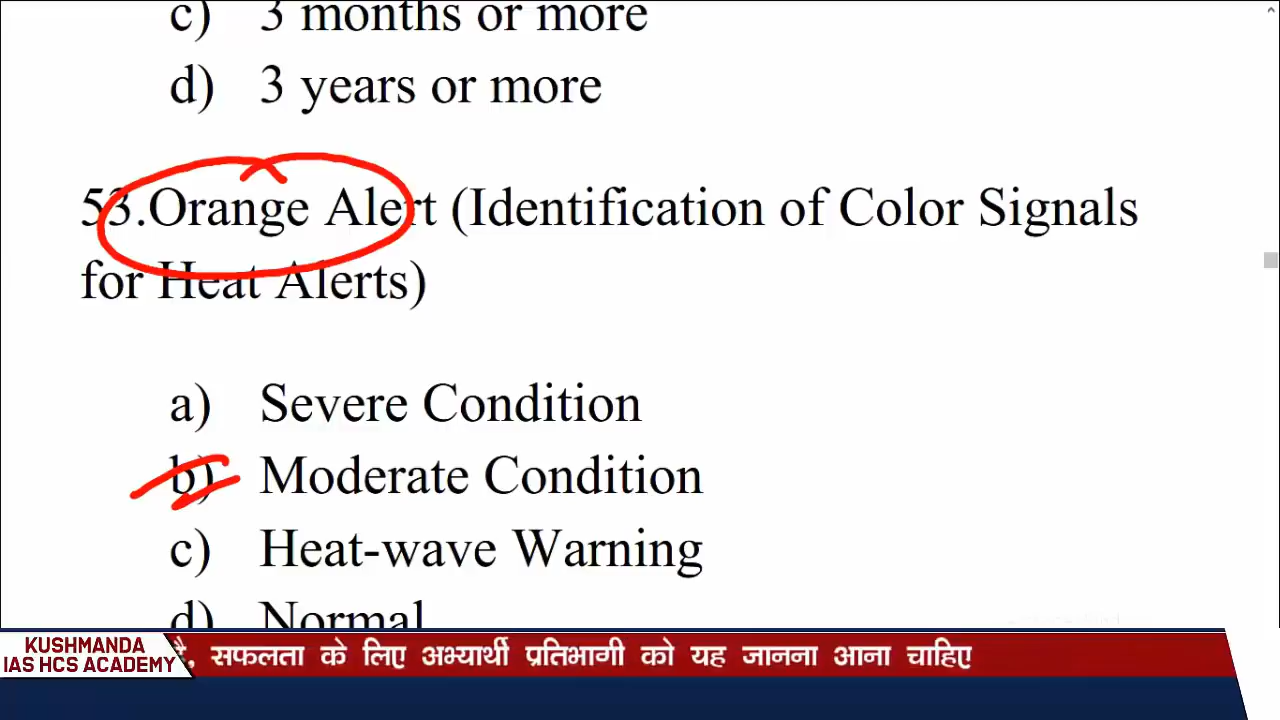 c) 3 months or more
d) 3 years or more
53.Orange Alert (Identification of Color Signals
for Heat Alerts)
a) Severe Condition
b) Moderate Condition
c) Heat-wave Warning
d) Normal
KUSHMANDA
IAS HCS ACADEMY
है. सफलता के लिए अभ्यार्थी प्रतिभागी को यह जानना आना चाहिए